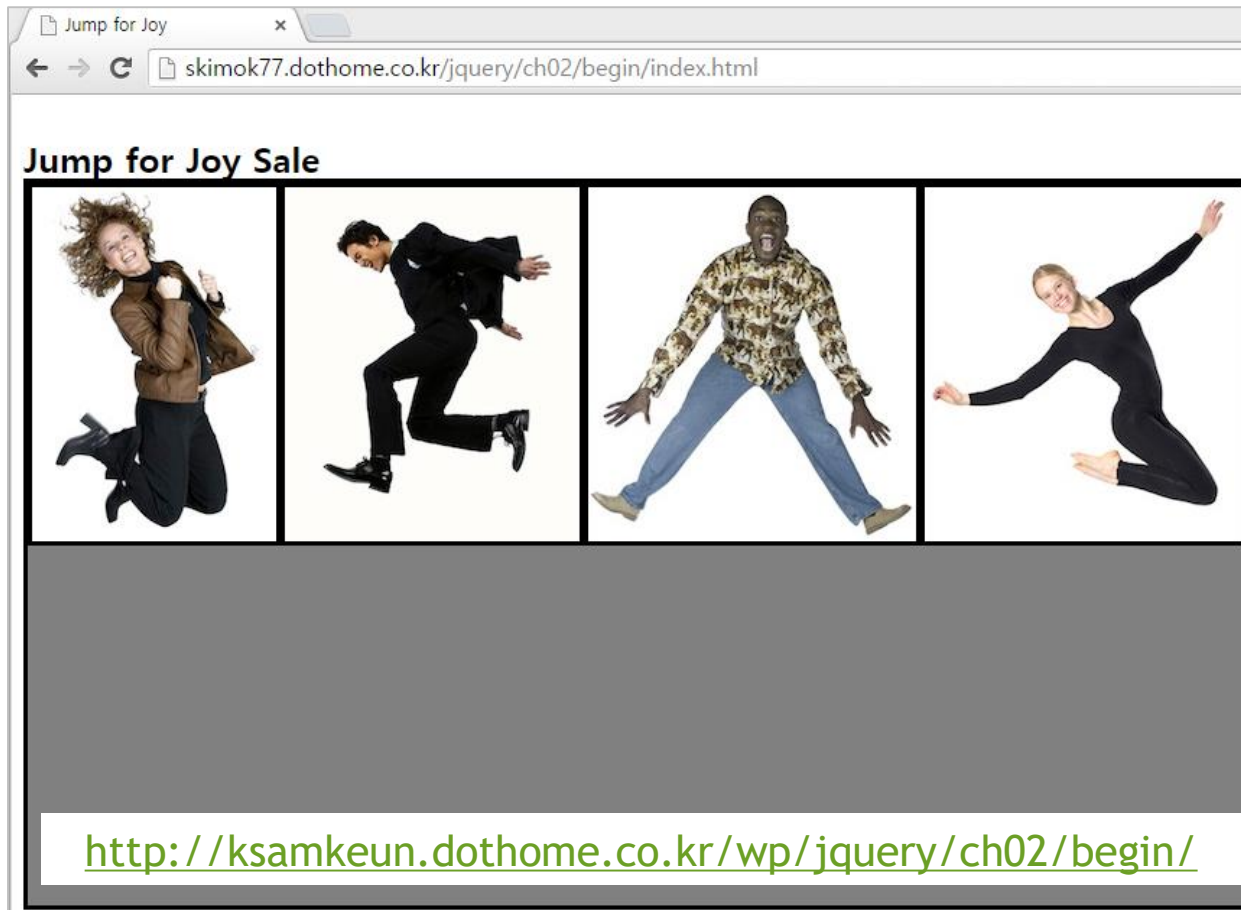 Jump for Joy
skimok77.dothome.co.kr/jquery/ch02/begin/index.html
Jump for Joy Sale
http://ksamkeun.dothome.co.kr/wp/jquery/ch02/begin/